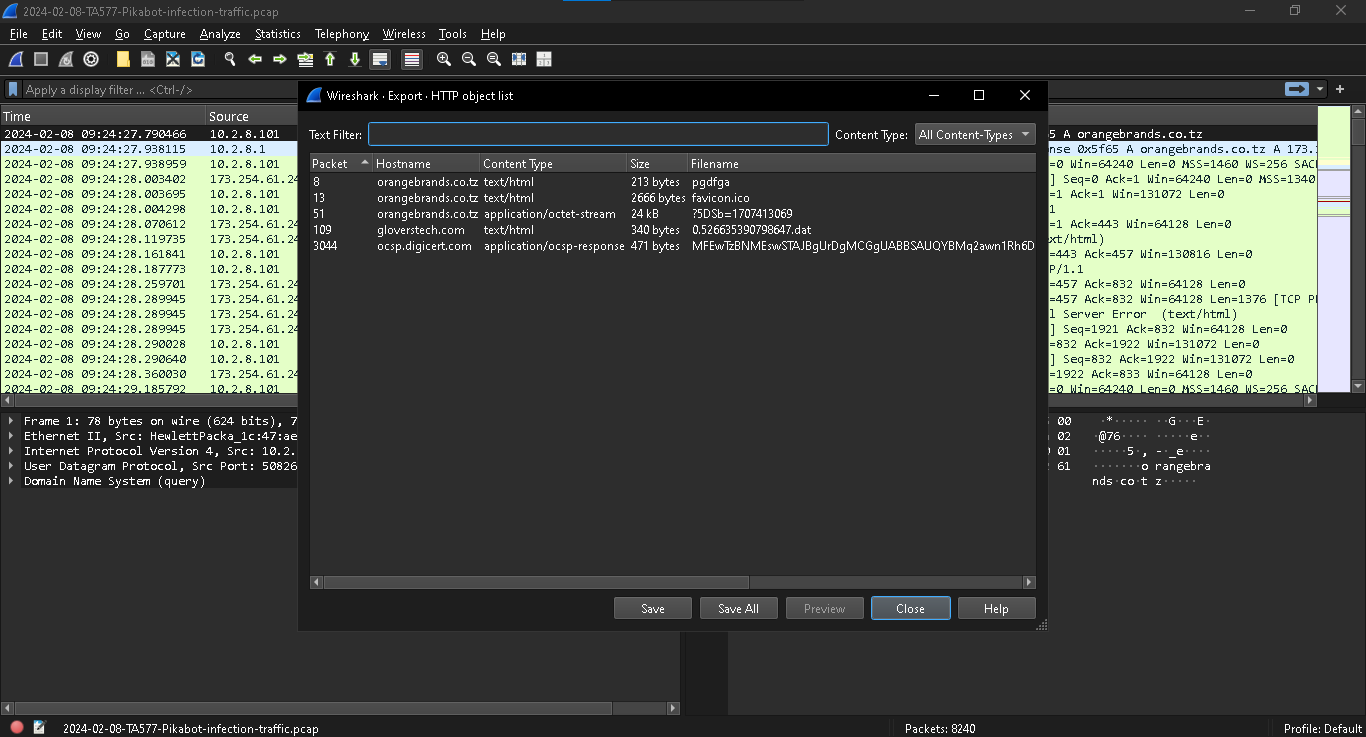 2024-02-08-TA577-Pikabot-infection-traffic.pcap
File Edit View Go Capture Analyze Statistics Telephony Wireless Tools Help
Apply a display filter ... <Ctrl-/>
Wireshark · Export · HTTP object list
Text Filter: Content Type: All Content-Types
Packet Hostname Content Type Size Filename
8 orangebrands.co.tz text/html 213 bytes pgdfga
13 orangebrands.co.tz text/html 2666 bytes favicon.ico
51 orangebrands.co.tz application/octet-stream 24 kB ?5DSb=1707413069
109 gloverstech.com text/html 340 bytes 0.526635390798647.dat
3044 ocsp.digicert.com application/ocsp-response 471 bytes MFEwTzBNMEswSTAJBgUrDgMCGgUABBSAUQYBMq2awn1Rh6D
Save Save All Preview Close Help
Time Source
2024-02-08 09:24:27.790466 10.2.8.101 A orangebrands.co.tz
2024-02-08 09:24:27.938115 10.2.8.1 nse 0x5f65 A orangebrands.co.tz A 173.
2024-02-08 09:24:27.938959 10.2.8.101 =0 Win=64240 Len=0 MSS=1460 WS=256 SAC
2024-02-08 09:24:28.003402 173.254.61.24 ] Seq=0 Ack=1 Win=64240 Len=0 MSS=1340
2024-02-08 09:24:28.003695 10.2.8.101 =1 Ack=1 Win=131072 Len=0
2024-02-08 09:24:28.004298 10.2.8.101
2024-02-08 09:24:28.070612 173.254.61.24 =1 Ack=443 Win=64128 Len=0
2024-02-08 09:24:28.119735 173.254.61.24 xt/html)
2024-02-08 09:24:28.161841 10.2.8.101 =443 Ack=457 Win=130816 Len=0
2024-02-08 09:24:28.187773 10.2.8.101 P/1.1
2024-02-08 09:24:28.259701 173.254.61.24 =457 Ack=832 Win=64128 Len=0
2024-02-08 09:24:28.289945 173.254.61.24 =457 Ack=832 Win=64128 Len=1376 [TCP P
2024-02-08 09:24:28.289945 173.254.61.24 l Server Error (text/html)
2024-02-08 09:24:28.289945 173.254.61.24 ] Seq=1921 Ack=832 Win=64128 Len=0
2024-02-08 09:24:28.290028 10.2.8.101 =832 Ack=1922 Win=131072 Len=0
2024-02-08 09:24:28.290640 10.2.8.101 ] Seq=832 Ack=1922 Win=131072 Len=0
2024-02-08 09:24:28.360030 173.254.61.24 =1922 Ack=833 Win=64128 Len=0
2024-02-08 09:24:29.185792 10.2.8.101 =0 Win=64240 Len=0 MSS=1460 WS=256 SAC
Frame 1: 78 bytes on wire (624 bits), 7
Ethernet II, Src: HewlettPacka_1c:47:ae
Internet Protocol Version 4, Src: 10.2.
User Datagram Protocol, Src Port: 50826
Domain Name System (query)
00 ·*····· ··G···E·
02 ·@76···· ····e··
01 ·····5·, ·-·_e····
61 ·······o rangebra
nds·co·t z·····
2024-02-08-TA577-Pikabot-infection-traffic.pcap Packets: 8240 Profile: Default